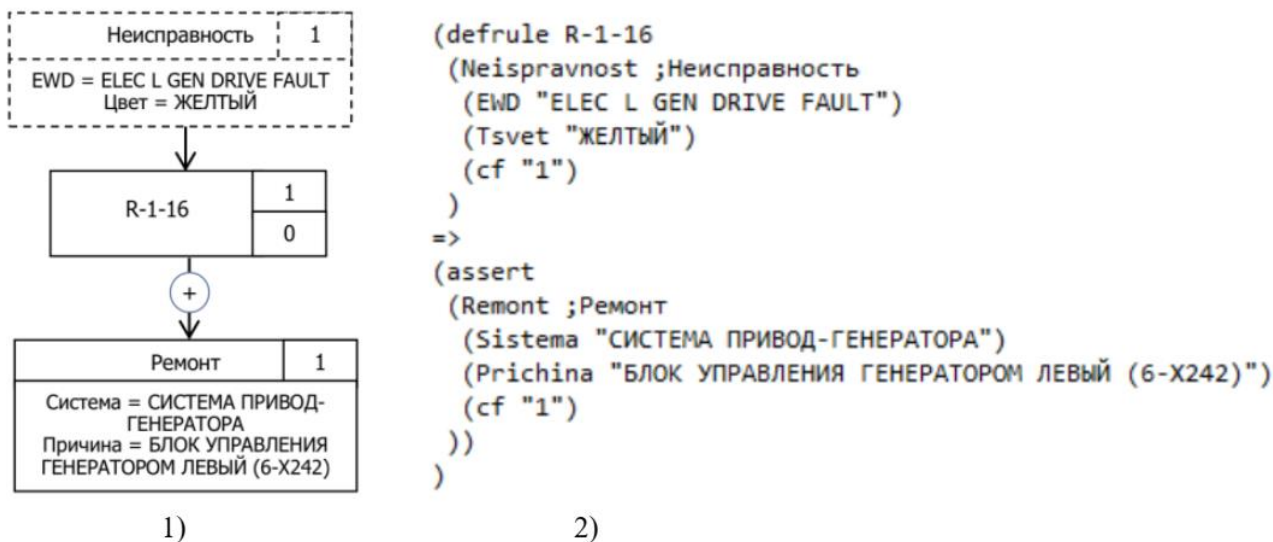 Неисправность 1
EWD = ELEC L GEN DRIVE FAULT
Цвет = ЖЕЛТЫЙ
R-1-16
1
0
+
Ремонт 1
Система = СИСТЕМА ПРИВОД-
ГЕНЕРАТОРА
Причина = БЛОК УПРАВЛЕНИЯ
ГЕНЕРАТОРОМ ЛЕВЫЙ (6-X242)
1)
(defrule R-1-16
(Neispravnost ;Неисправность
(EWD "ELEC L GEN DRIVE FAULT")
(Tsvet "ЖЕЛТЫЙ")
(cf "1")
)
=>
(assert
(Remont ;Ремонт
(Sistema "СИСТЕМА ПРИВОД-ГЕНЕРАТОРА")
(Prichina "БЛОК УПРАВЛЕНИЯ ГЕНЕРАТОРОМ ЛЕВЫЙ (6-X242)")
(cf "1")
))
)
2)